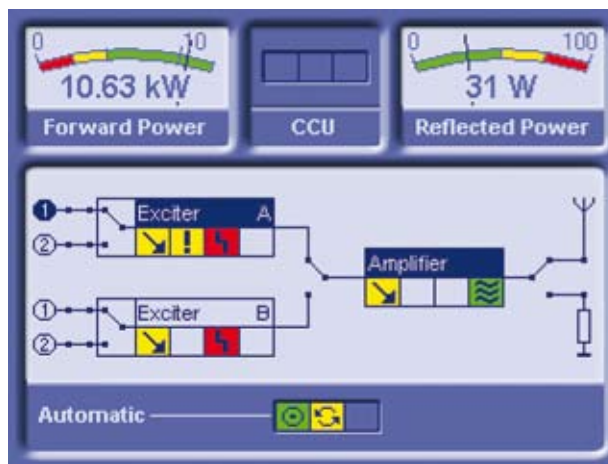 0 10
10.63 kW
Forward Power
CCU
0 100
31 W
Reflected Power
1 Exciter A
2 !
1 Exciter B
2
Amplifier
Automatic